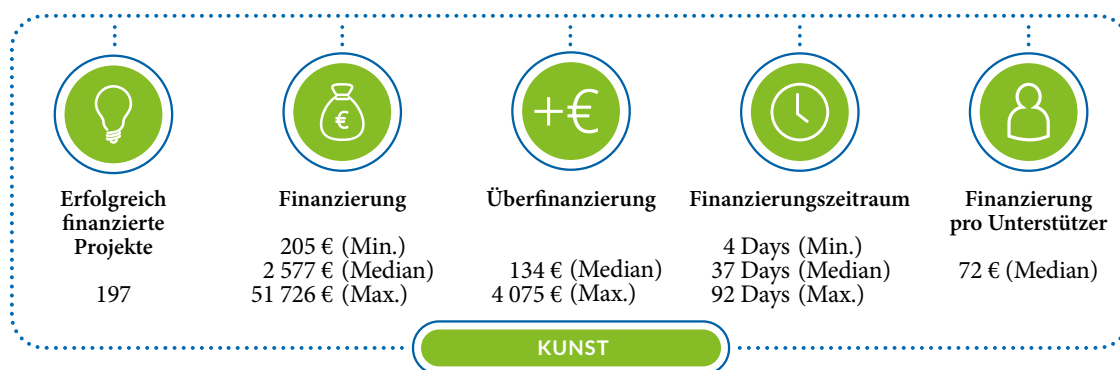 €
+€
Erfolgreich
finanzierte
Projekte
197
Finanzierung
205 € (Min.)
2 577 € (Median)
51 726 € (Max.)
Überfinanzierung
134 € (Median)
4 075 € (Max.)
Finanzierungszeitraum
4 Days (Min.)
37 Days (Median)
92 Days (Max.)
Finanzierung
pro Unterstützer
72 € (Median)
KUNST